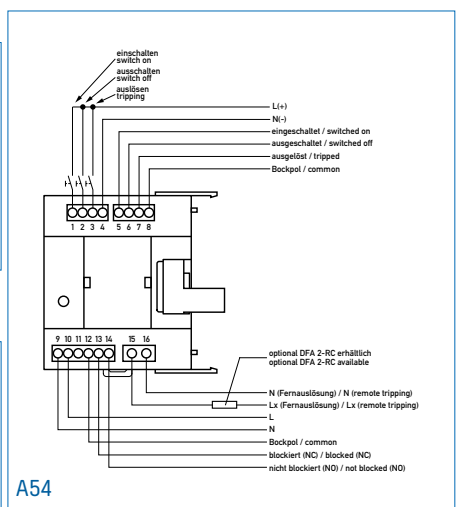 einschalten
switch on
ausschalten
switch off
auslösen
tripping
L(+)
N(-)
eingeschaltet / switched on
ausgeschaltet / switched off
ausgelöst / tripped
Bockpol / common
1 2 3 4 5 6 7 8
9 10 11 12 13 14 15 16
optional DFA 2-RC erhältlich
optional DFA 2-RC available
N (Fernauslösung) / N (remote tripping)
Lx (Fernauslösung) / Lx (remote tripping)
L
N
Bockpol / common
blockiert (NC) / blocked (NC)
nicht blockiert (NO) / not blocked (NO)
A54